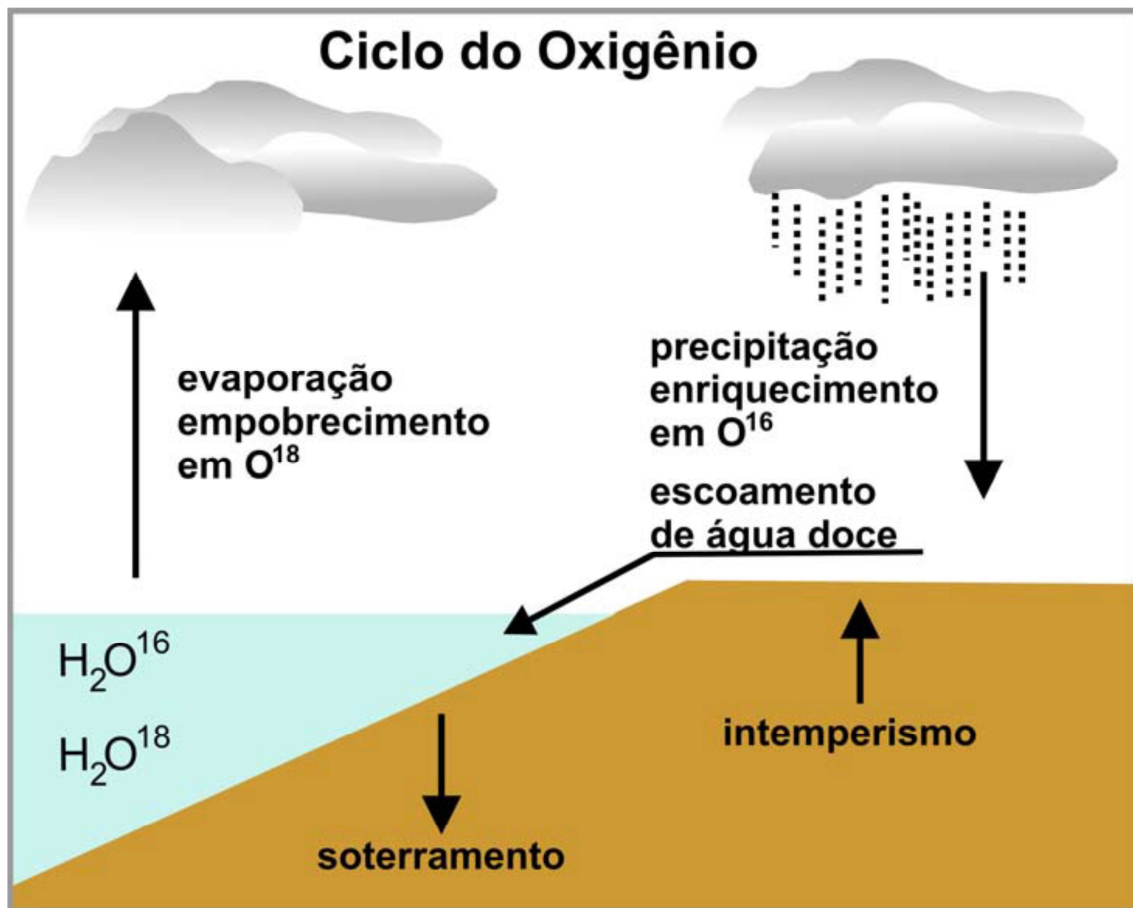 Ciclo do Oxigênio
evaporação
empobrecimento
em O¹⁸
precipitação
enriquecimento
em O¹⁶
escoamento
de água doce
H₂O¹⁶
H₂O¹⁸
intemperismo
soterramento